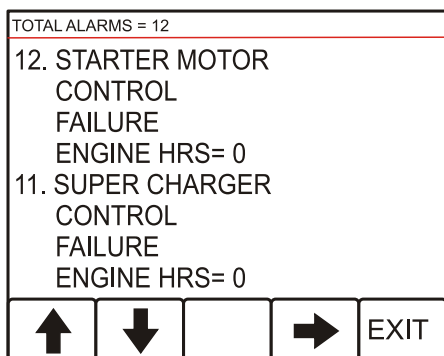 TOTAL ALARMS = 12
12. STARTER MOTOR
CONTROL
FAILURE
ENGINE HRS= 0
11. SUPER CHARGER
CONTROL
FAILURE
ENGINE HRS= 0
EXIT